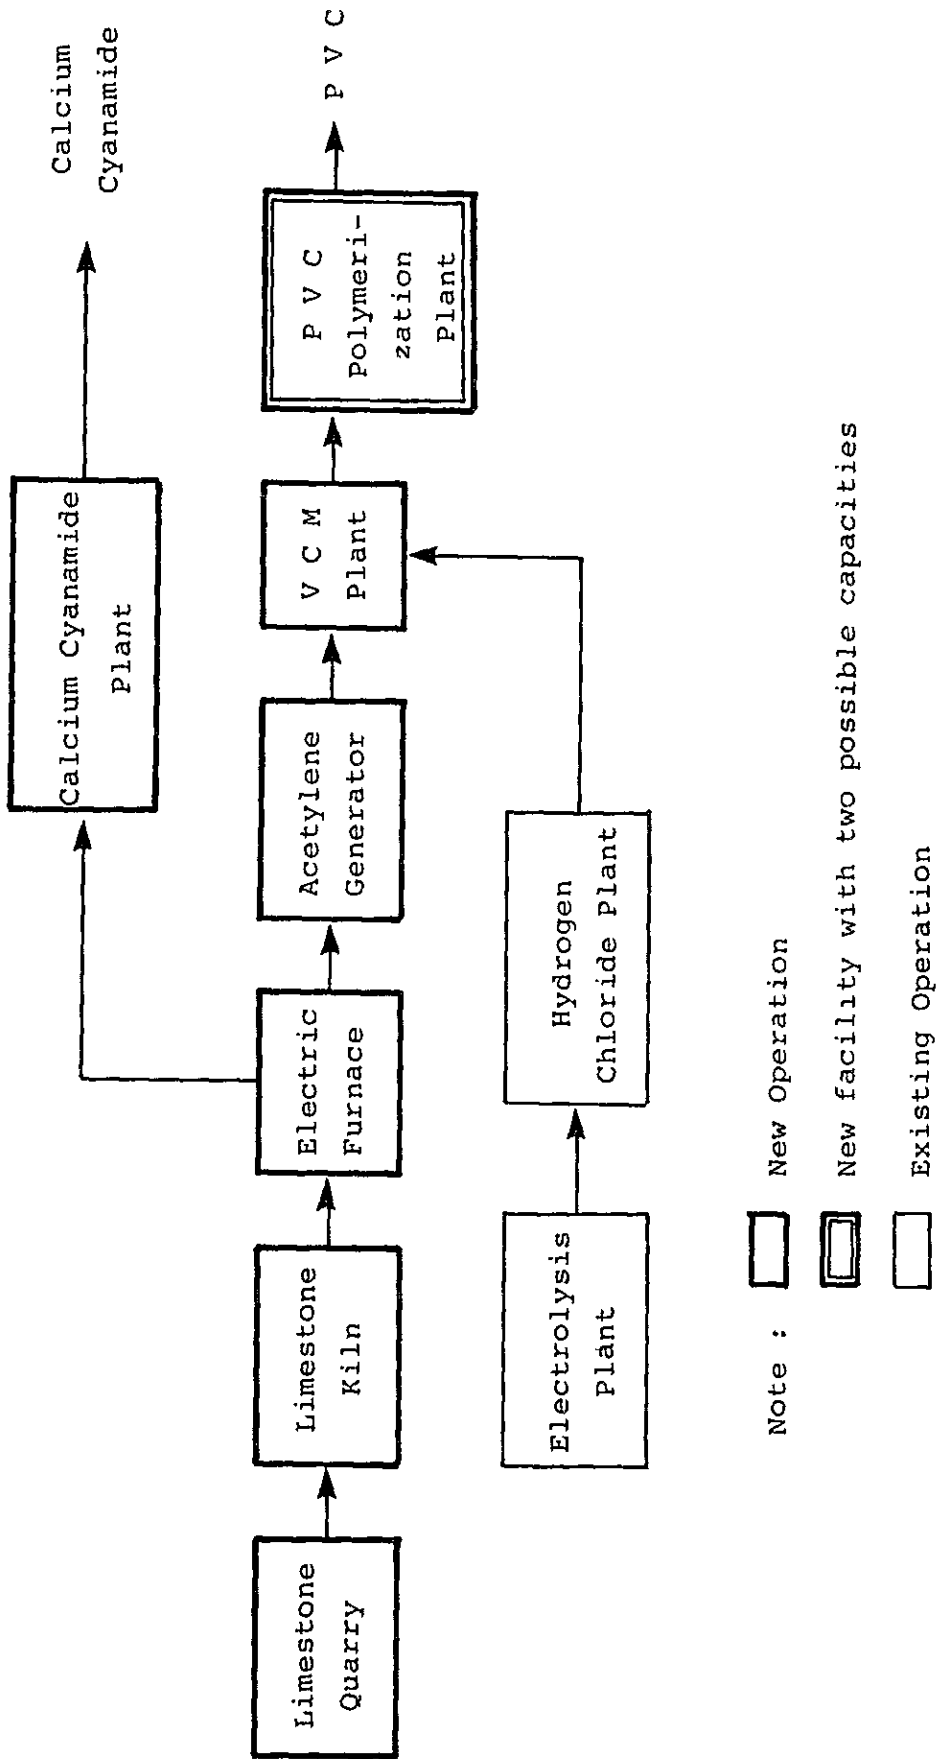 Calcium Cyanamide
Plant
Calcium
Cyanamide
Limestone
Quarry
Limestone
Kiln
Electric
Furnace
Acetylene
Generator
V C M
Plant
P V C
Polymeri-
zation
Plant
P V C
Electrolysis
Plant
Hydrogen
Chloride Plant
Note : New Operation
New facility with two possible capacities
Existing Operation